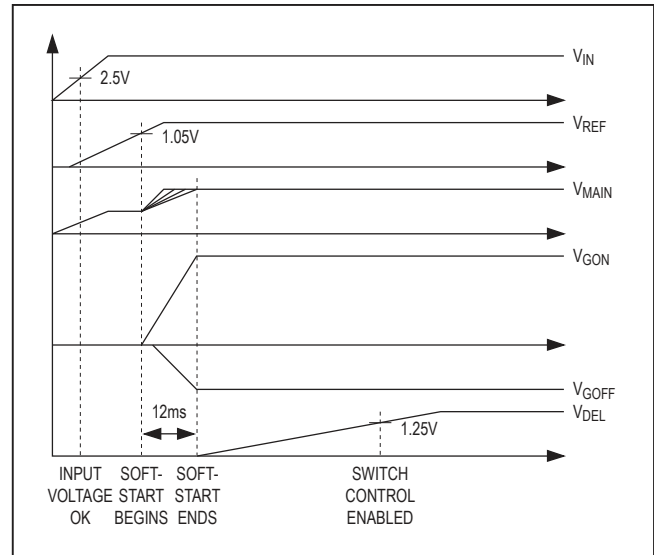 VIN
2.5V
VREF
1.05V
VMAIN
VGON
VGOFF
12ms
VDEL
1.25V
INPUT
VOLTAGE
OK
SOFT-
START
BEGINS
SOFT-
START
ENDS
SWITCH
CONTROL
ENABLED